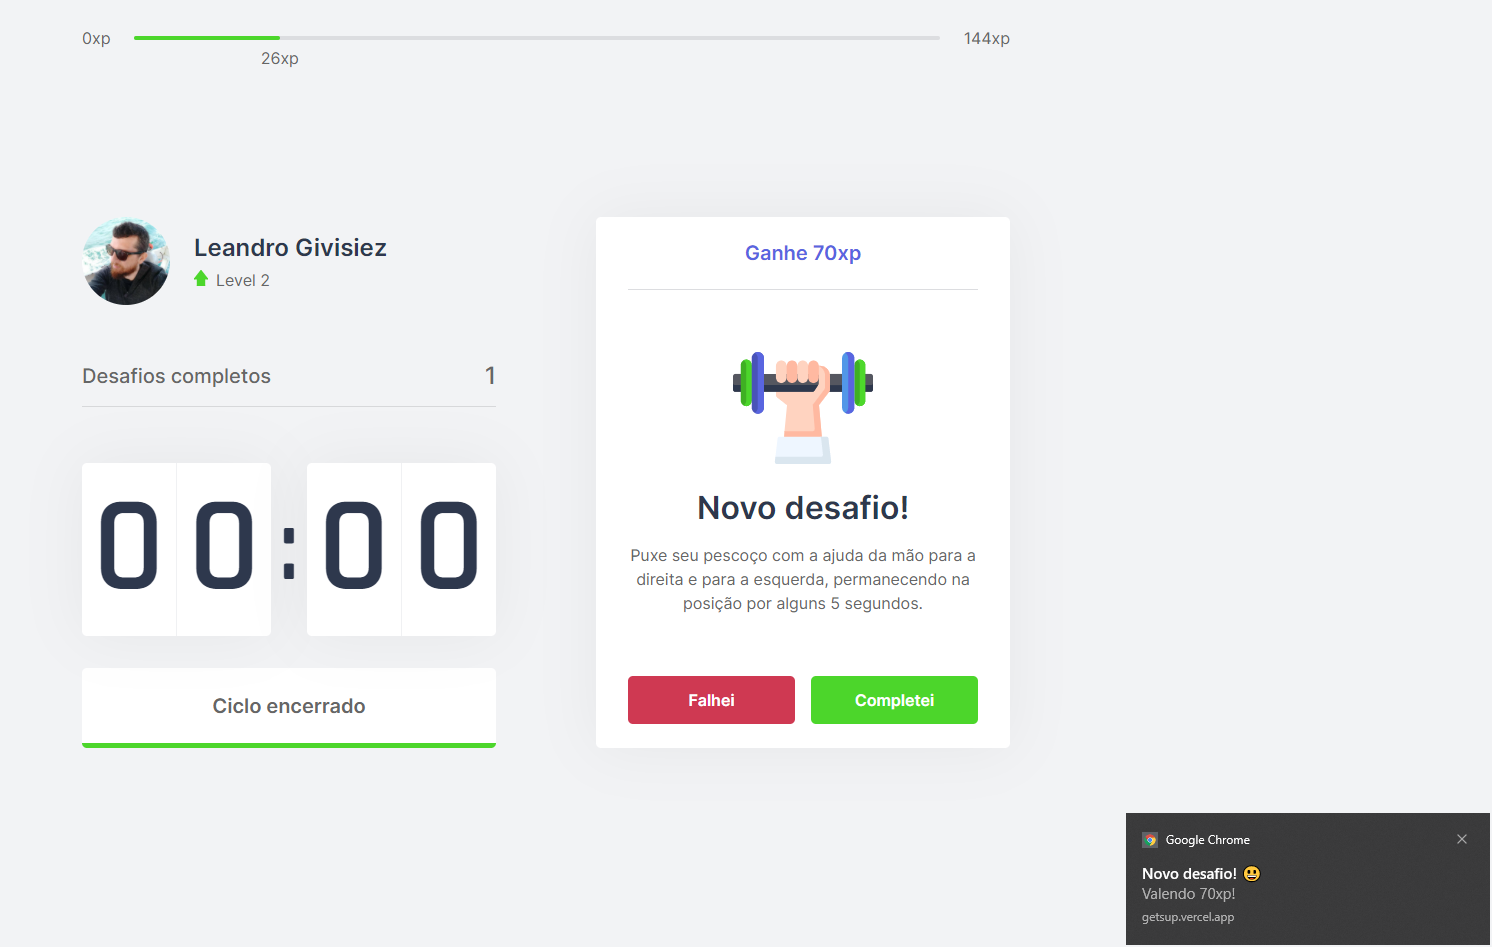 0xp
144xp
26xp
Leandro Givisiez
Level 2
Desafios completos
1
00:00
Ciclo encerrado
Ganhe 70xp
Novo desafio!
Puxe seu pescoço com a ajuda da mão para a
direita e para a esquerda, permanecendo na
posição por alguns 5 segundos.
Falhei
Completei
Google Chrome
Novo desafio! 😃
Valendo 70xp!
getsup.vercel.app